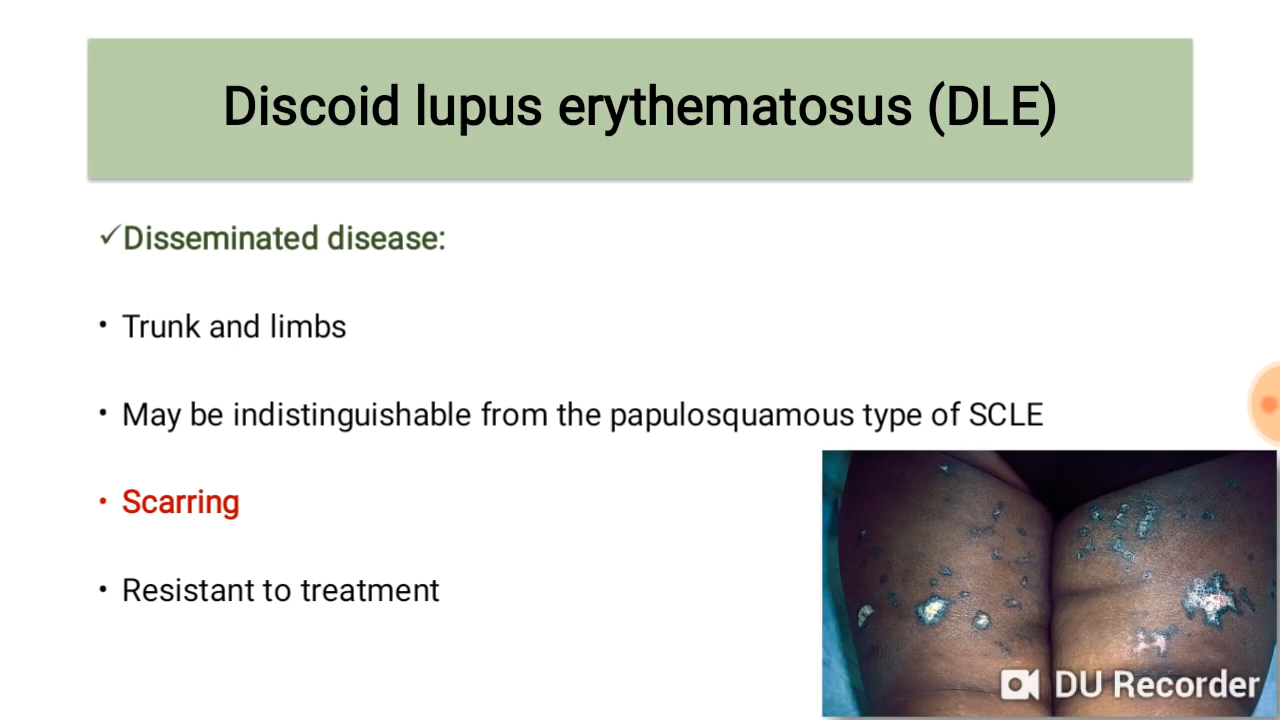 Discoid lupus erythematosus (DLE)
✓Disseminated disease:
• Trunk and limbs
• May be indistinguishable from the papulosquamous type of SCLE
• Scarring
• Resistant to treatment
DU Recorder